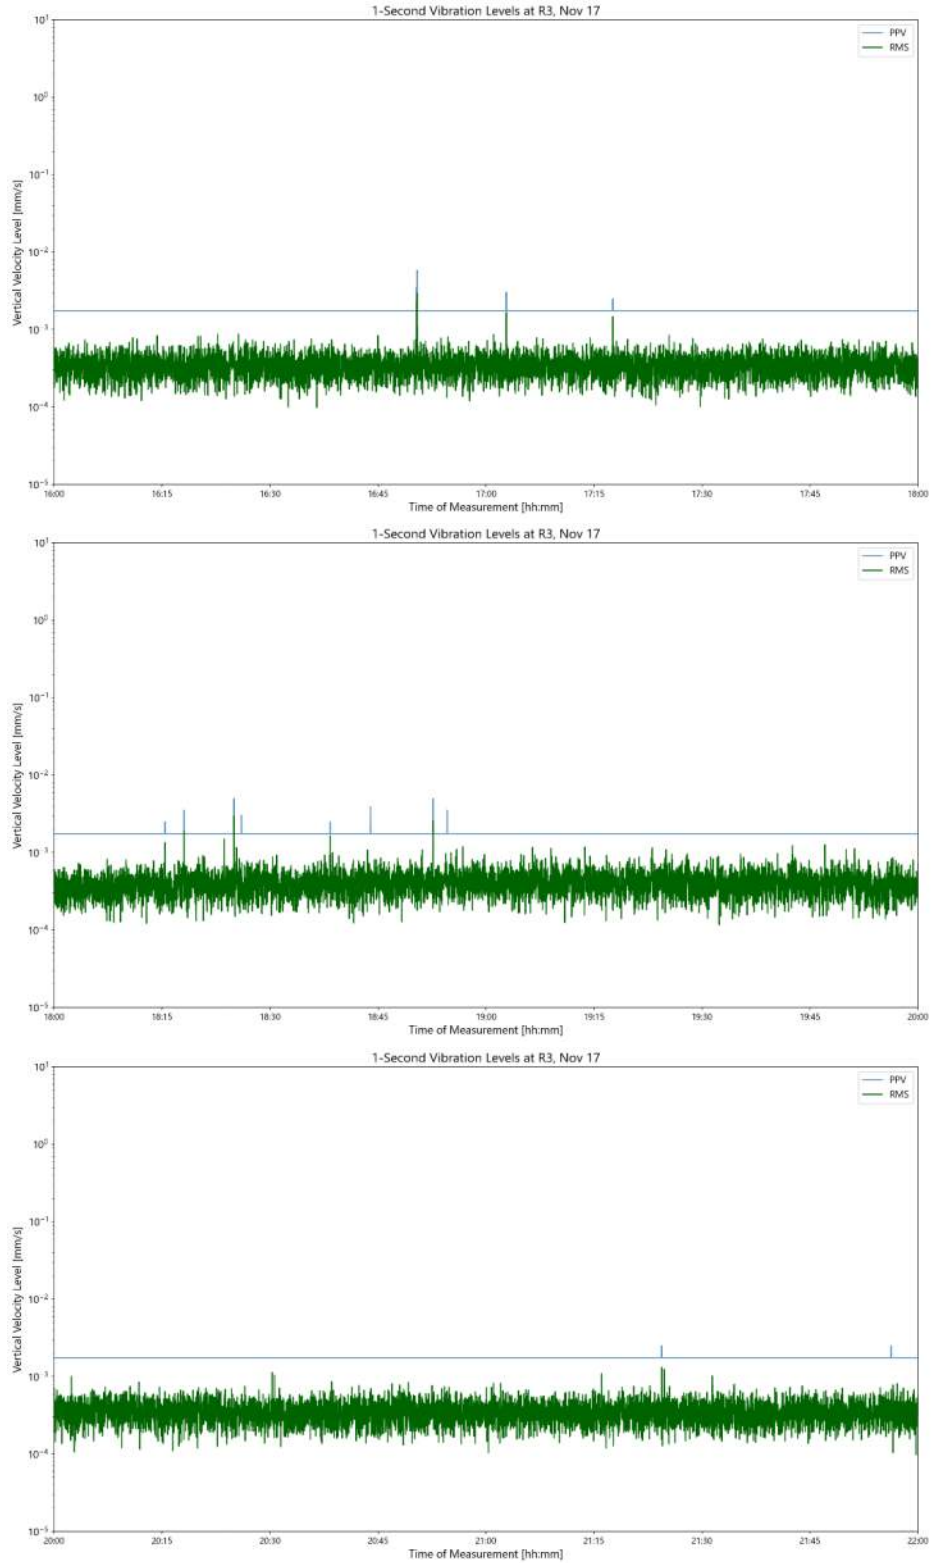 1-Second Vibration Levels at R3, Nov 17
PPV
RMS
Vertical Velocity Level [mm/s]
10¹
10⁰
10⁻¹
10⁻²
10⁻³
10⁻⁴
10⁻⁵
16:00 16:15 16:30 16:45 17:00 17:15 17:30 17:45 18:00
Time of Measurement [hh:mm]
1-Second Vibration Levels at R3, Nov 17
PPV
RMS
Vertical Velocity Level [mm/s]
10¹
10⁰
10⁻¹
10⁻²
10⁻³
10⁻⁴
10⁻⁵
18:00 18:15 18:30 18:45 19:00 19:15 19:30 19:45 20:00
Time of Measurement [hh:mm]
1-Second Vibration Levels at R3, Nov 17
PPV
RMS
Vertical Velocity Level [mm/s]
10¹
10⁰
10⁻¹
10⁻²
10⁻³
10⁻⁴
10⁻⁵
20:00 20:15 20:30 20:45 21:00 21:15 21:30 21:45 22:00
Time of Measurement [hh:mm]